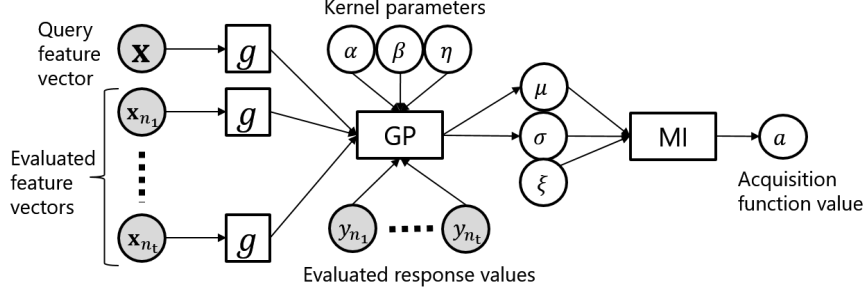 Kernel parameters
Query
feature
vector
x
g
α β η
x_{n_1}
g
GP
μ
σ
ξ
MI
a
Evaluated
feature
vectors
x_{n_t}
g
y_{n_1} y_{n_t}
Acquisition
function value
Evaluated response values